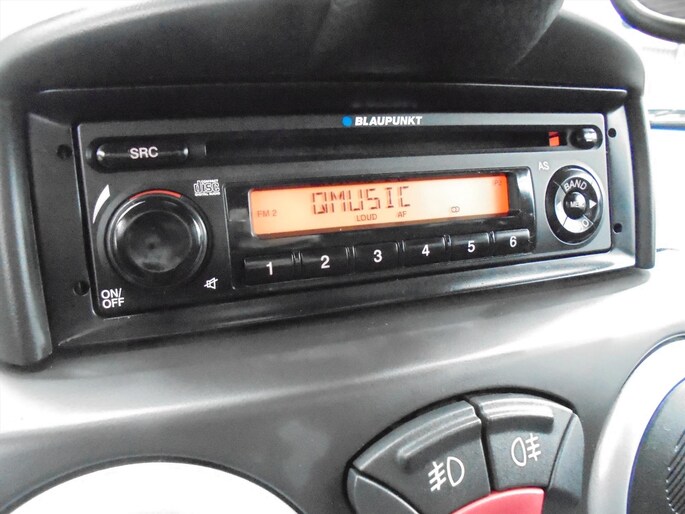 BLAUPUNKT
SRC
AS
BAND
QMUSIC
FM 2
LOUD AF CD
1 2 3 4 5 6
ON/
OFF